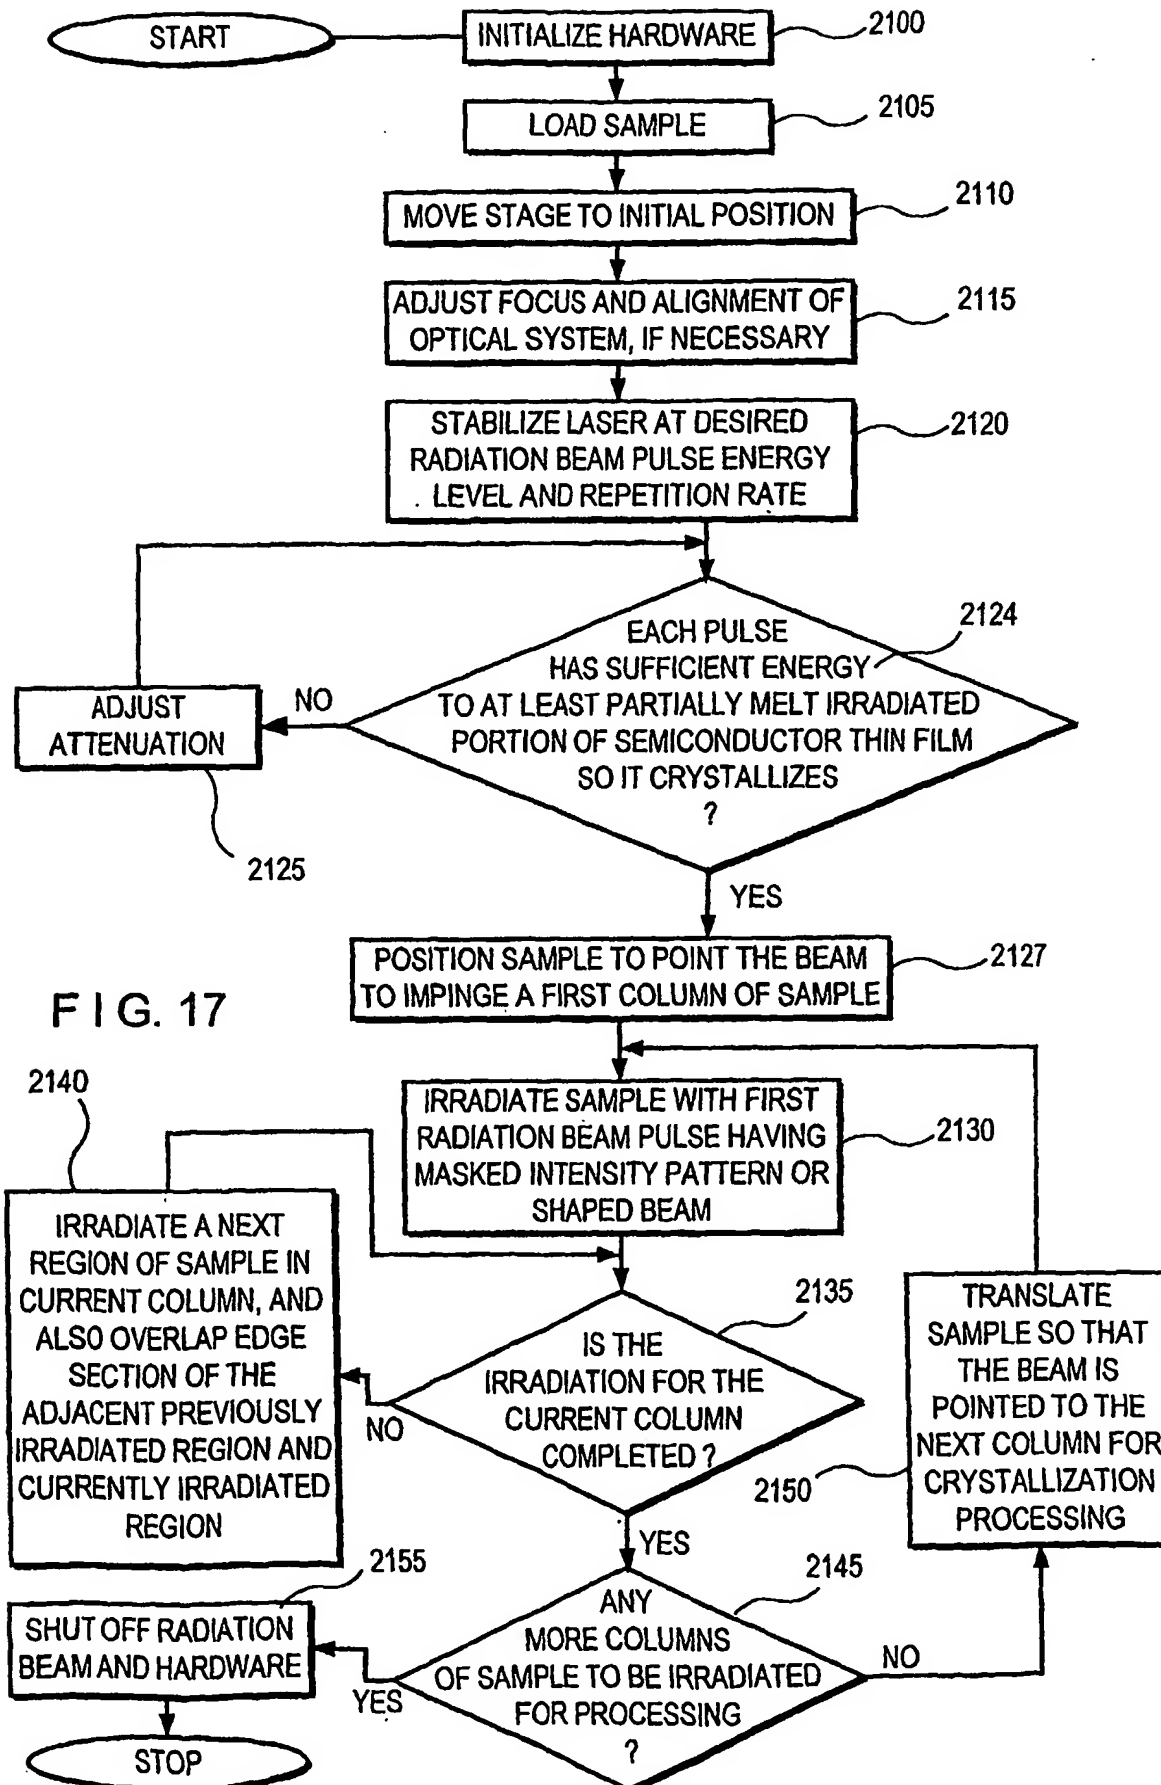 START
INITIALIZE HARDWARE
2100
LOAD SAMPLE
2105
MOVE STAGE TO INITIAL POSITION
2110
ADJUST FOCUS AND ALIGNMENT OF
OPTICAL SYSTEM, IF NECESSARY
2115
STABILIZE LASER AT DESIRED
RADIATION BEAM PULSE ENERGY
LEVEL AND REPETITION RATE
2120
EACH PULSE
HAS SUFFICIENT ENERGY
TO AT LEAST PARTIALLY MELT IRRADIATED
PORTION OF SEMICONDUCTOR THIN FILM
SO IT CRYSTALLIZES
?
2124
NO
ADJUST
ATTENUATION
2125
YES
POSITION SAMPLE TO POINT THE BEAM
TO IMPINGE A FIRST COLUMN OF SAMPLE
2127
FIG. 17
IRRADIATE SAMPLE WITH FIRST
RADIATION BEAM PULSE HAVING
MASKED INTENSITY PATTERN OR
SHAPED BEAM
2130
2140
IRRADIATE A NEXT
REGION OF SAMPLE IN
CURRENT COLUMN, AND
ALSO OVERLAP EDGE
SECTION OF THE
ADJACENT PREVIOUSLY
IRRADIATED REGION AND
CURRENTLY IRRADIATED
REGION
IS THE
IRRADIATION FOR THE
CURRENT COLUMN
COMPLETED ?
2135
NO
YES
TRANSLATE
SAMPLE SO THAT
THE BEAM IS
POINTED TO THE
NEXT COLUMN FOR
CRYSTALLIZATION
PROCESSING
2150
ANY
MORE COLUMNS
OF SAMPLE TO BE IRRADIATED
FOR PROCESSING
?
2145
NO
YES
2155
SHUT OFF RADIATION
BEAM AND HARDWARE
STOP